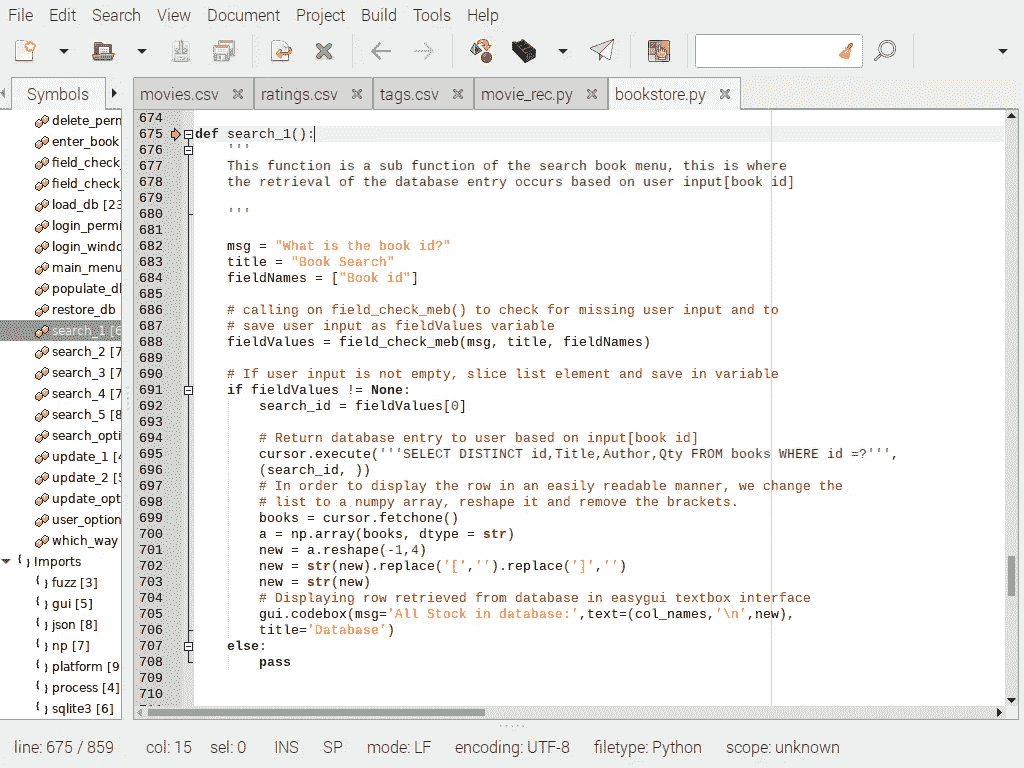 File Edit Search View Document Project Build Tools Help
Symbols
movies.csv ratings.csv tags.csv movie_rec.py bookstore.py
delete_perm
enter_book
field_check_
field_check_
load_db [23
login_permi
login_windo
main_menu
populate_d
restore_db
search_1 [6
search_2 [7
search_3 [7
search_4 [7
search_5 [8
search_opti
update_1 [4
update_2 [5
update_opt
user_option
which_way
Imports
fuzz [3]
gui [5]
json [8]
np [7]
platform [9
process [4]
sqlite3 [6]
674
675 def search_1():
676     '''
677     This function is a sub function of the search book menu, this is where
678     the retrieval of the database entry occurs based on user input[book id]
679
680     '''
681
682     msg = "What is the book id?"
683     title = "Book Search"
684     fieldNames = ["Book id"]
685
686     # calling on field_check_meb() to check for missing user input and to
687     # save user input as fieldValues variable
688     fieldValues = field_check_meb(msg, title, fieldNames)
689
690     # If user input is not empty, slice list element and save in variable
691     if fieldValues != None:
692         search_id = fieldValues[0]
693
694         # Return database entry to user based on input[book id]
695         cursor.execute('''SELECT DISTINCT id,Title,Author,Qty FROM books WHERE id =?''',
696         (search_id, ))
697         # In order to display the row in an easily readable manner, we change the
698         # list to a numpy array, reshape it and remove the brackets.
699         books = cursor.fetchone()
700         a = np.array(books, dtype = str)
701         new = a.reshape(-1,4)
702         new = str(new).replace('[','').replace(']','')
703         new = str(new)
704         # Displaying row retrieved from database in easygui textbox interface
705         gui.codebox(msg='All Stock in database:',text=(col_names,'\n',new),
706         title='Database')
707     else:
708         pass
709
710
line: 675 / 859 col: 15 sel: 0 INS SP mode: LF encoding: UTF-8 filetype: Python scope: unknown